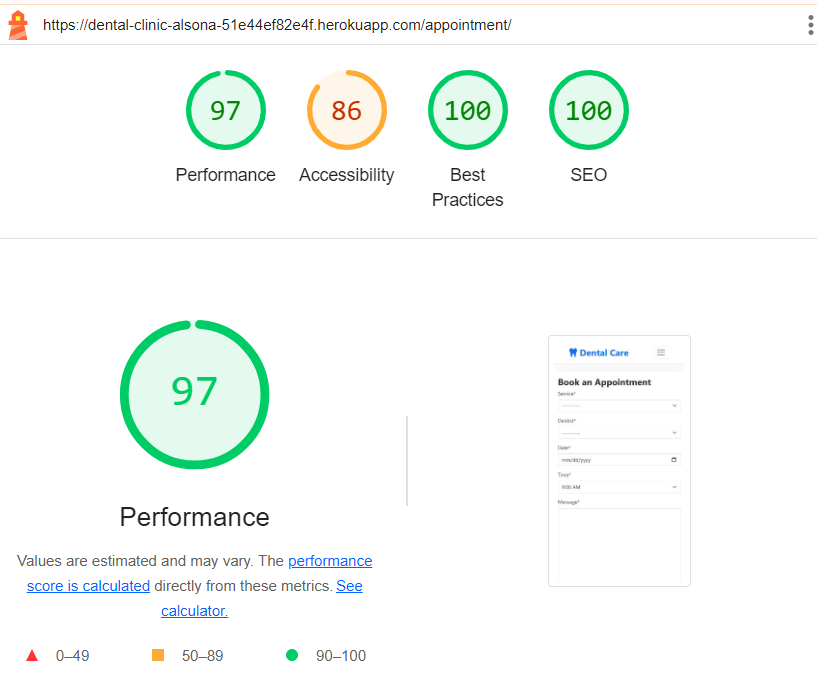 https://dental-clinic-alsona-51e44ef82e4f.herokuapp.com/appointment/
97
86
100
100
Performance
Accessibility
Best
Practices
SEO
97
Performance
Values are estimated and may vary. The performance
score is calculated directly from these metrics. See
calculator.
0–49
50–89
90–100
Dental Care
Book an Appointment
Service*
---------
Dentist*
---------
Date*
mm/dd/yyyy
Time*
9:00 AM
Message*